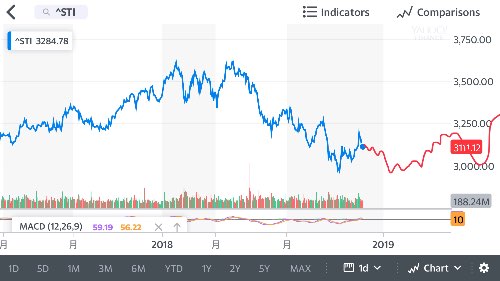 ^STI
Indicators
Comparisons
^STI 3284.78
YAHOO!
FINANCE
3,750.00
3,500.00
3,250.00
3111.12
3,000.00
188.24M
MACD (12,26,9) 59.19 56.22
10
月 2018 月 2019
1D 5D 1M 3M 6M YTD 1Y 2Y 5Y MAX 1d Chart